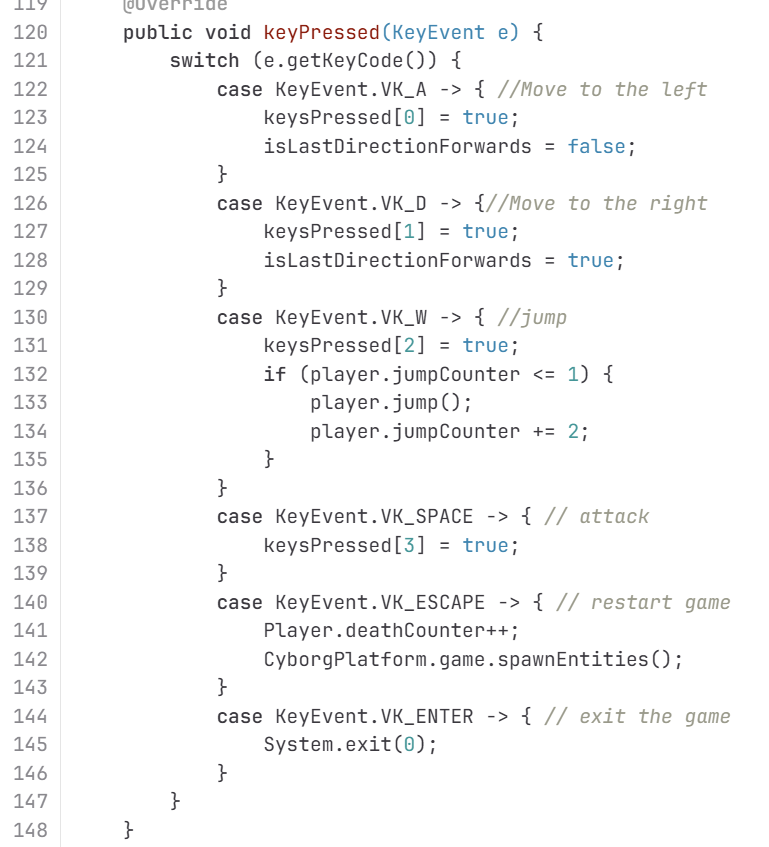 119         @Override
120         public void keyPressed(KeyEvent e) {
121             switch (e.getKeyCode()) {
122                 case KeyEvent.VK_A -> { //Move to the left
123                     keysPressed[0] = true;
124                     isLastDirectionForwards = false;
125                 }
126                 case KeyEvent.VK_D -> {//Move to the right
127                     keysPressed[1] = true;
128                     isLastDirectionForwards = true;
129                 }
130                 case KeyEvent.VK_W -> { //jump
131                     keysPressed[2] = true;
132                     if (player.jumpCounter <= 1) {
133                         player.jump();
134                         player.jumpCounter += 2;
135                     }
136                 }
137                 case KeyEvent.VK_SPACE -> { // attack
138                     keysPressed[3] = true;
139                 }
140                 case KeyEvent.VK_ESCAPE -> { // restart game
141                     Player.deathCounter++;
142                     CyborgPlatform.game.spawnEntities();
143                 }
144                 case KeyEvent.VK_ENTER -> { // exit the game
145                     System.exit(0);
146                 }
147             }
148         }